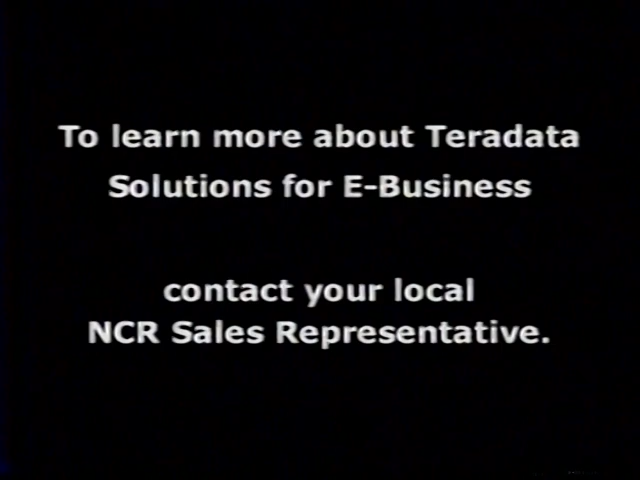 To learn more about Teradata
Solutions for E-Business
contact your local
NCR Sales Representative.